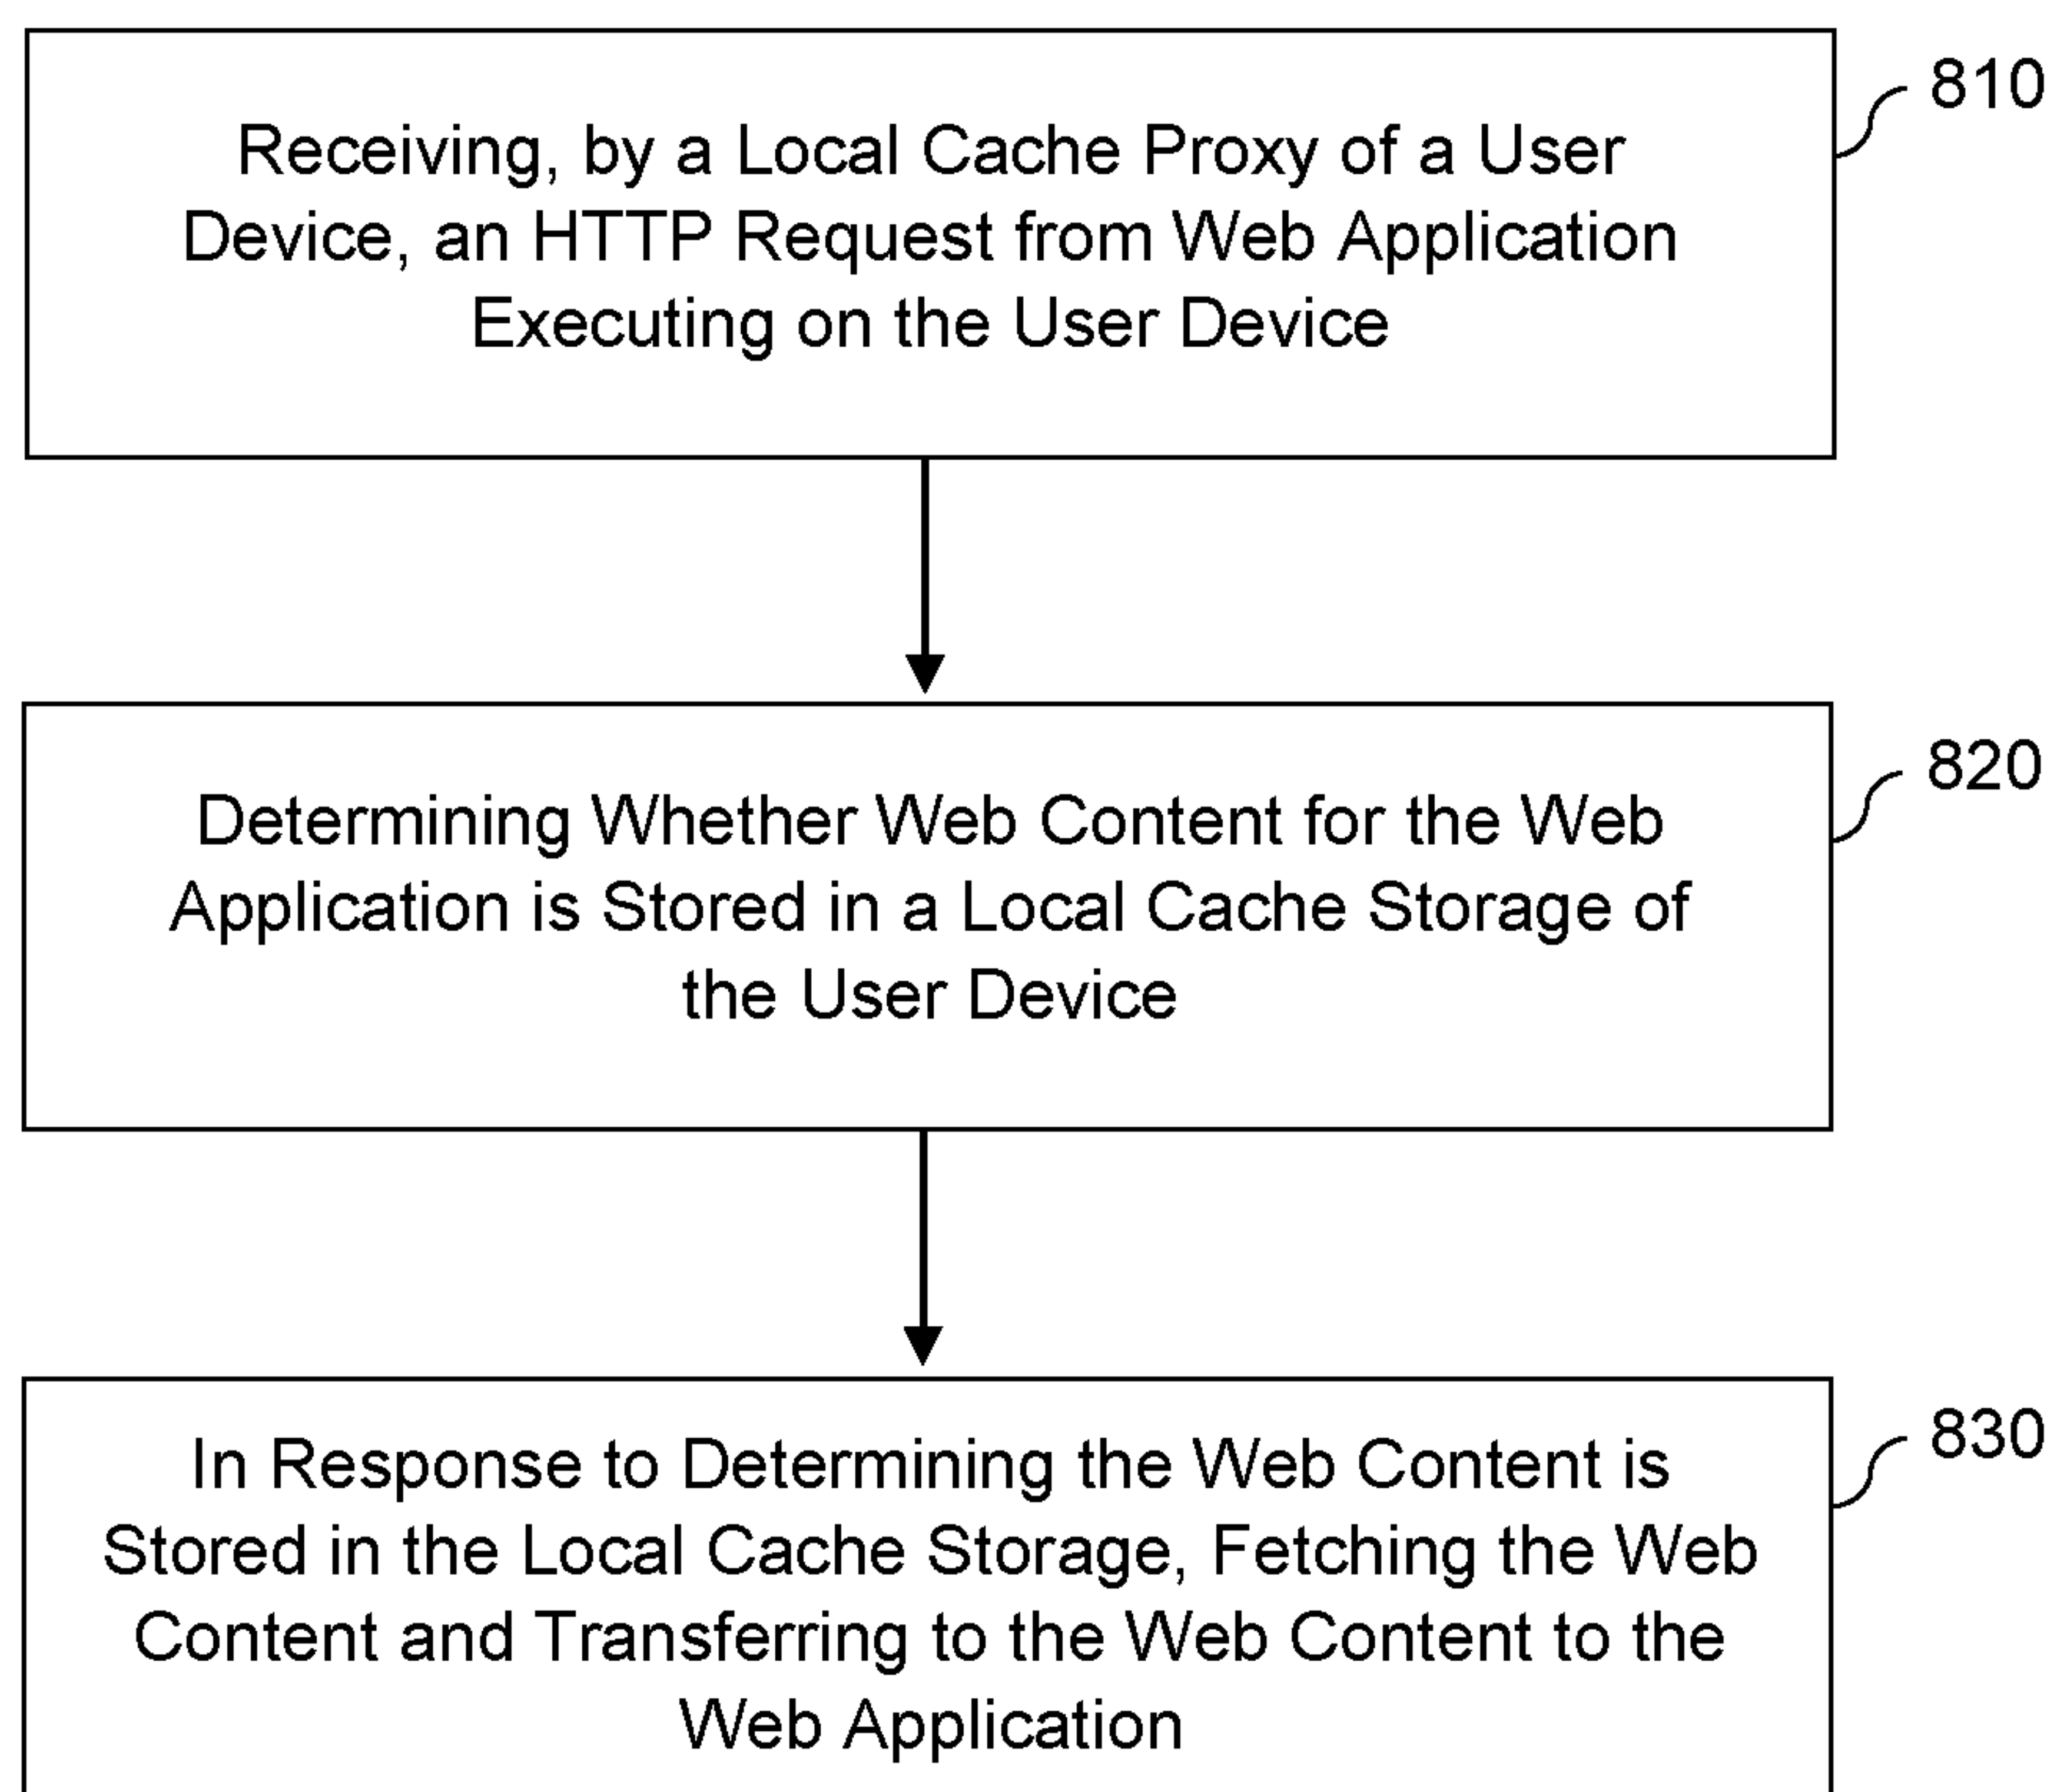 Receiving, by a Local Cache Proxy of a User
Device, an HTTP Request from Web Application
Executing on the User Device
810
Determining Whether Web Content for the Web
Application is Stored in a Local Cache Storage of
the User Device
820
In Response to Determining the Web Content is
Stored in the Local Cache Storage, Fetching the Web
Content and Transferring to the Web Content to the
Web Application
830